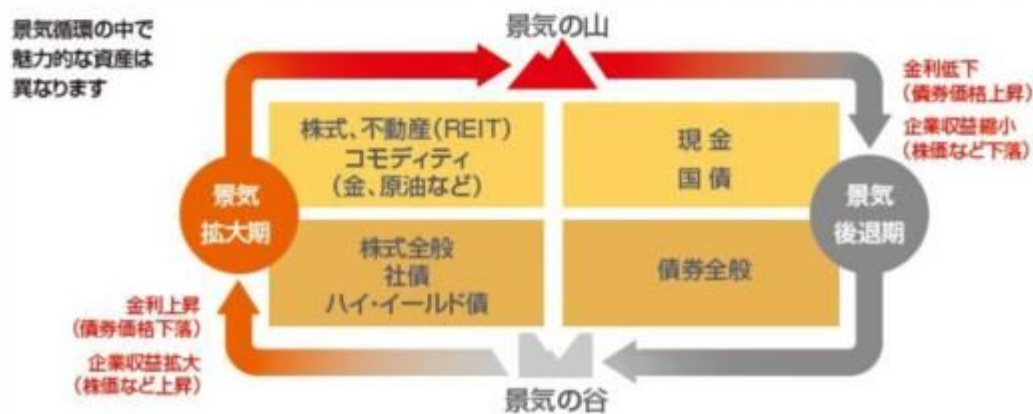 景気循環の中で
魅力的な資産は
異なります
景気の山
金利低下
(債券価格上昇)
企業収益縮小
(株価など下落)
株式、不動産(REIT)
コモディティ
(金、原油など)
現金
国債
景気
拡大期
景気
後退期
株式全般
社債
ハイ・イールド債
債券全般
金利上昇
(債券価格下落)
企業収益拡大
(株価など上昇)
景気の谷